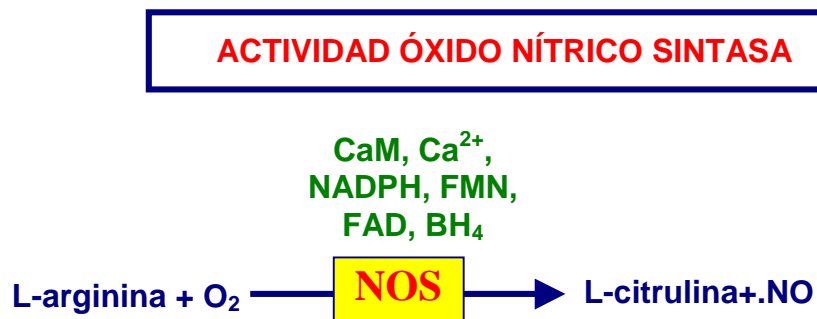 ACTIVIDAD ÓXIDO NÍTRICO SINTASA
CaM, Ca²⁺,
NADPH, FMN,
FAD, BH₄
L-arginina + O₂ NOS L-citrulina+.NO